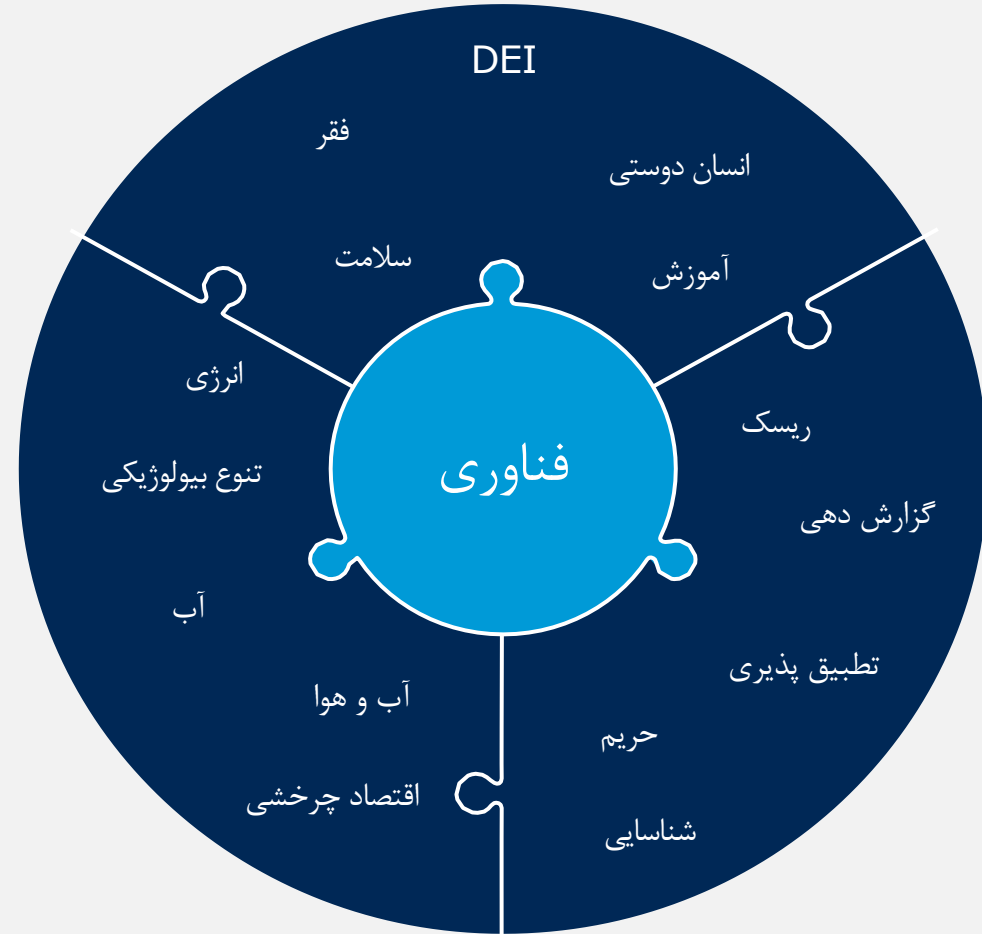 DEI
فقر
انسان دوستی
سلامت
آموزش
انرژی
ریسک
تنوع بیولوژیکی
فناوری
گزارش دهی
آب
تطبیق پذیری
آب و هوا
حریم
اقتصاد چرخشی
شناسایی